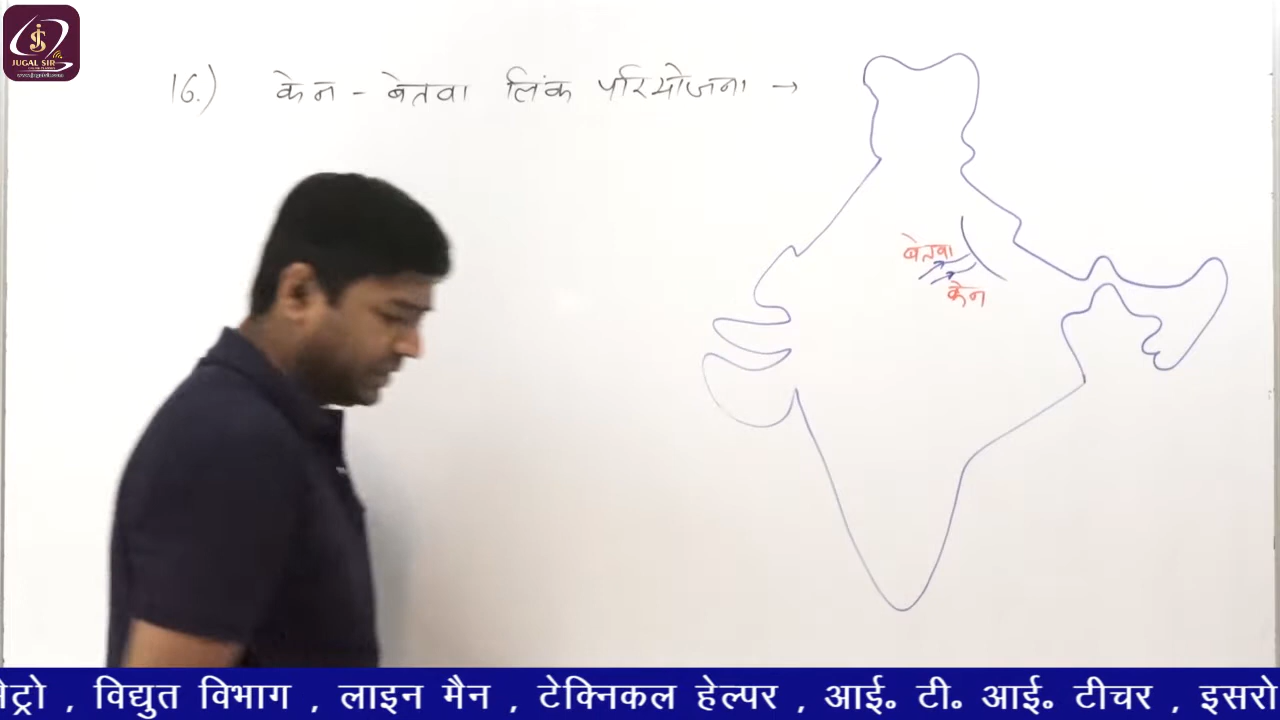 JUGAL SIR
16.) केन - बेतवा लिंक परियोजना →
बेतवा
केन
मेट्रो , विद्युत विभाग , लाइन मैन , टेक्निकल हेल्पर , आई॰ टी॰ आई॰ टीचर , इसरो